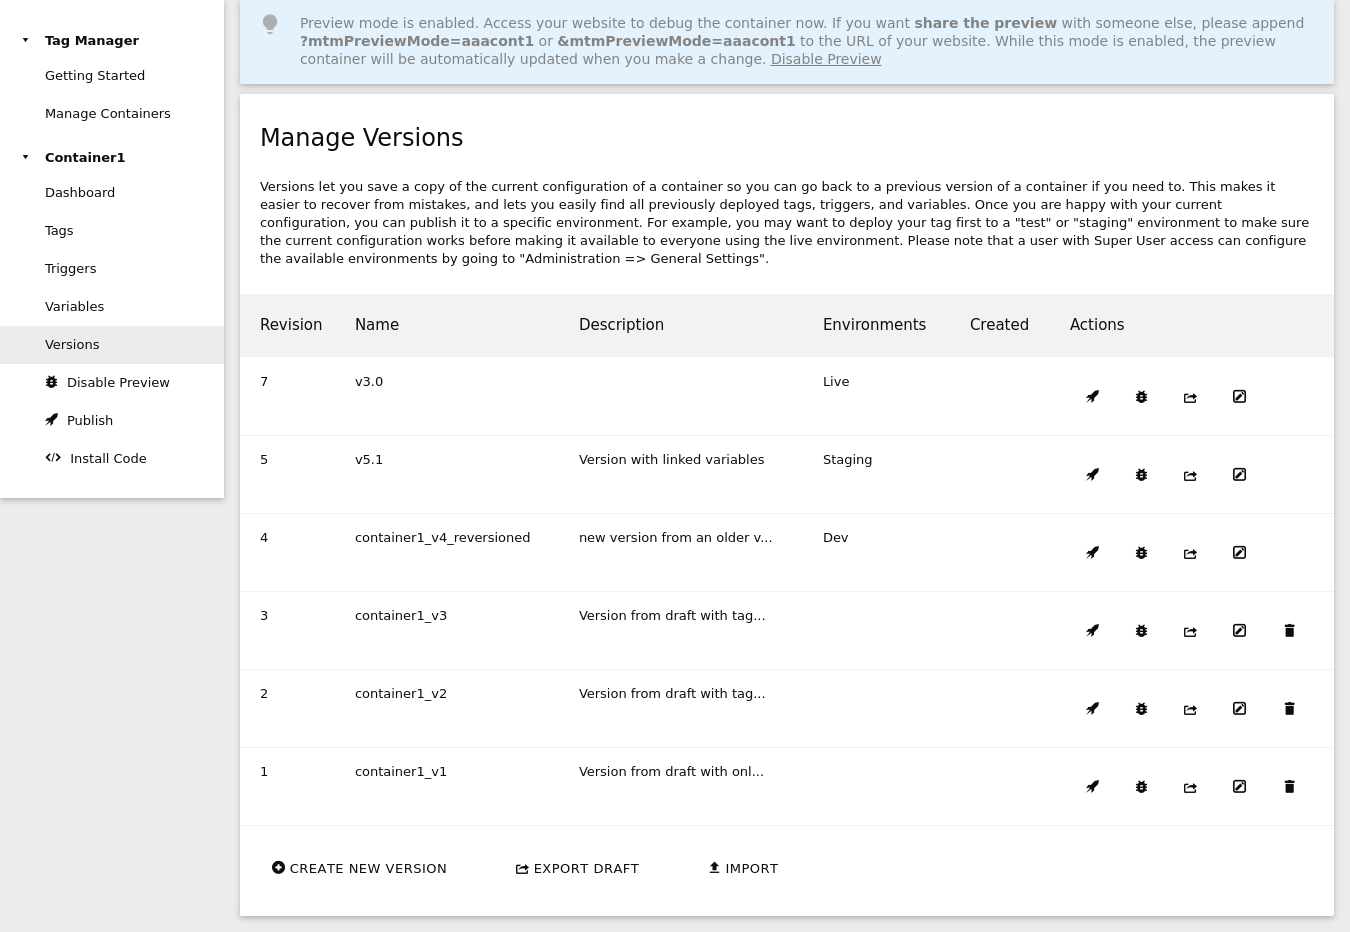 Tag Manager
Getting Started
Manage Containers
Container1
Dashboard
Tags
Triggers
Variables
Versions
Disable Preview
Publish
Install Code
Preview mode is enabled. Access your website to debug the container now. If you want share the preview with someone else, please append
?mtmPreviewMode=aaacont1 or &mtmPreviewMode=aaacont1 to the URL of your website. While this mode is enabled, the preview
container will be automatically updated when you make a change. Disable Preview
Manage Versions
Versions let you save a copy of the current configuration of a container so you can go back to a previous version of a container if you need to. This makes it
easier to recover from mistakes, and lets you easily find all previously deployed tags, triggers, and variables. Once you are happy with your current
configuration, you can publish it to a specific environment. For example, you may want to deploy your tag first to a "test" or "staging" environment to make sure
the current configuration works before making it available to everyone using the live environment. Please note that a user with Super User access can configure
the available environments by going to "Administration => General Settings".
Revision Name Description Environments Created Actions
7 v3.0 Live
5 v5.1 Version with linked variables Staging
4 container1_v4_reversioned new version from an older v... Dev
3 container1_v3 Version from draft with tag...
2 container1_v2 Version from draft with tag...
1 container1_v1 Version from draft with onl...
CREATE NEW VERSION EXPORT DRAFT IMPORT